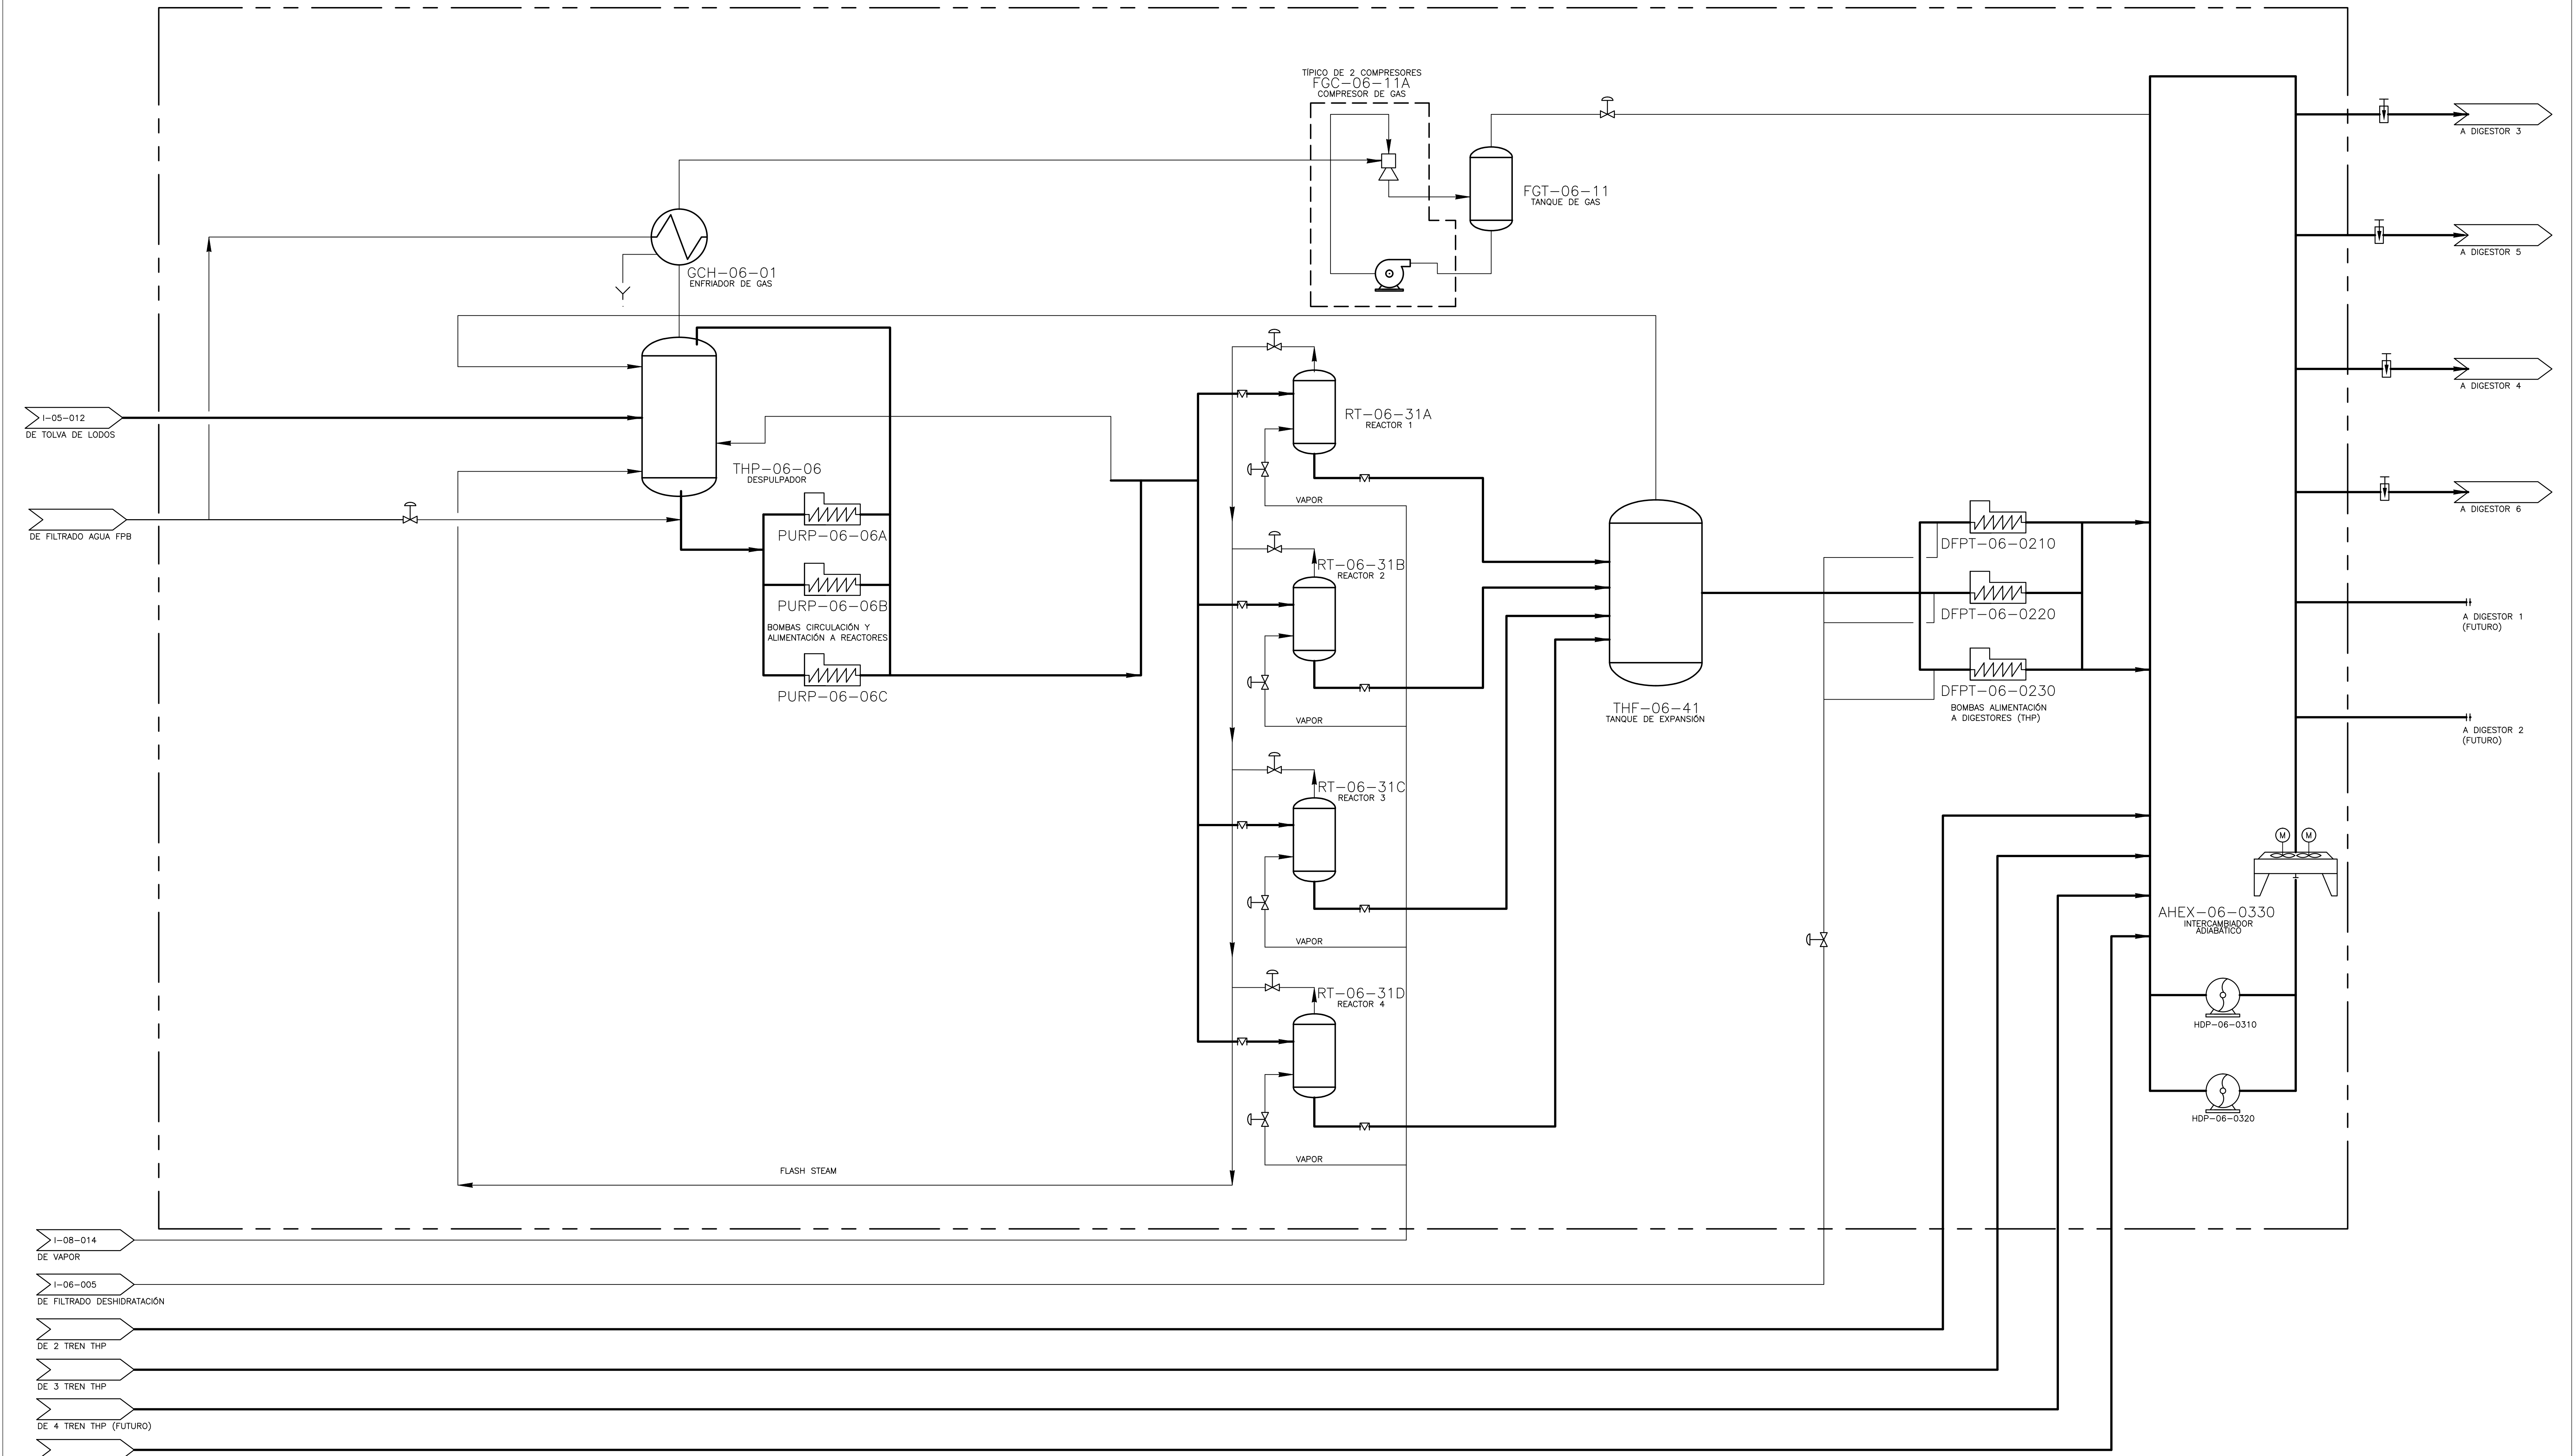 TÍPICO DE 2 COMPRESORES
FGC-06-11A
COMPRESOR DE GAS
FGT-06-11
TANQUE DE GAS
GCH-06-01
ENFRIADOR DE GAS
A DIGESTOR 3
A DIGESTOR 5
A DIGESTOR 4
A DIGESTOR 6
A DIGESTOR 1
(FUTURO)
A DIGESTOR 2
(FUTURO)
I-05-012
DE TOLVA DE LODOS
DE FILTRADO AGUA FPB
THP-06-06
DESPULPADOR
PURP-06-06A
PURP-06-06B
BOMBAS CIRCULACIÓN Y
ALIMENTACIÓN A REACTORES
PURP-06-06C
RT-06-31A
REACTOR 1
VAPOR
RT-06-31B
REACTOR 2
VAPOR
RT-06-31C
REACTOR 3
VAPOR
RT-06-31D
REACTOR 4
VAPOR
THF-06-41
TANQUE DE EXPANSIÓN
DFPT-06-0210
DFPT-06-0220
DFPT-06-0230
BOMBAS ALIMENTACIÓN
A DIGESTORES (THP)
M M
AHEX-06-0330
INTERCAMBIADOR
ADIABÁTICO
HDP-06-0310
HDP-06-0320
FLASH STEAM
I-08-014
DE VAPOR
I-06-005
DE FILTRADO DESHIDRATACIÓN
DE 2 TREN THP
DE 3 TREN THP
DE 4 TREN THP (FUTURO)